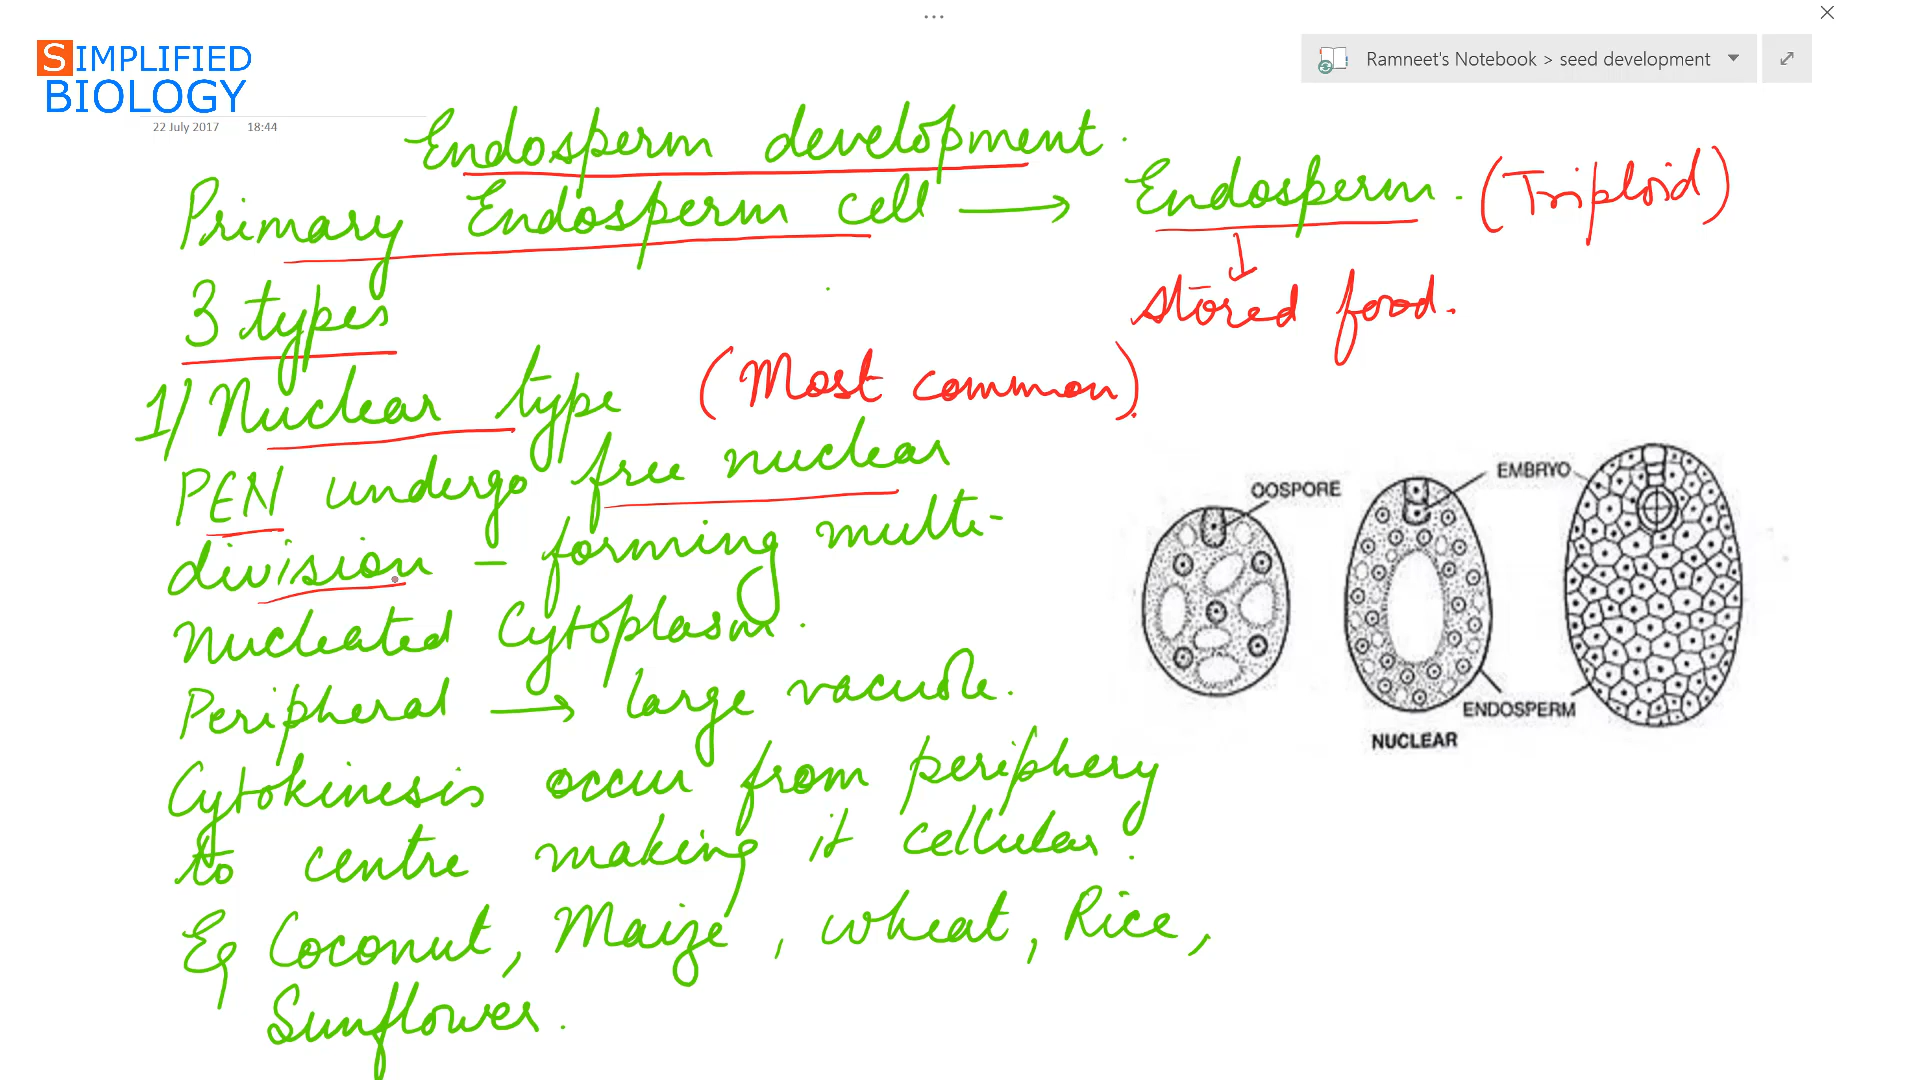 SIMPLIFIED
BIOLOGY
...
Ramneet's Notebook > seed development
22 July 2017 18:44
Endosperm development.
Primary Endosperm cell → Endosperm. (Triploid)
↓
Stored food.
3 types
1) Nuclear type (Most common).
PEN undergo free nuclear
division – forming multi-
Nucleated Cytoplasm.
Peripheral → large vacuole.
Cytokinesis occur from periphery
to centre making it cellular.
Eg Coconut, Maize, wheat, Rice,
Sunflower.
OOSPORE
EMBRYO
ENDOSPERM
NUCLEAR